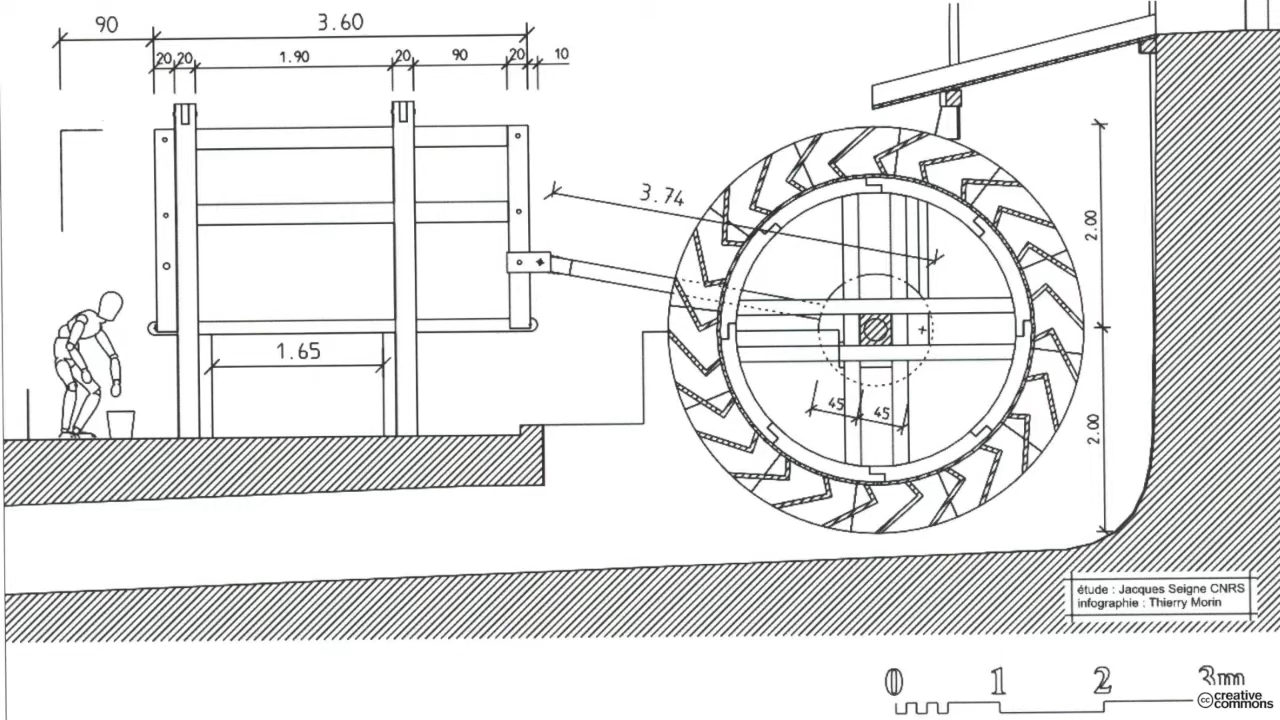 90
3.60
20 20 1.90 20 90 20 10
3.74
2.00
1.65
45 45
2.00
étude : Jacques Seigne CNRS
infographie : Thierry Morin
0 1 2 3m
cc creative commons